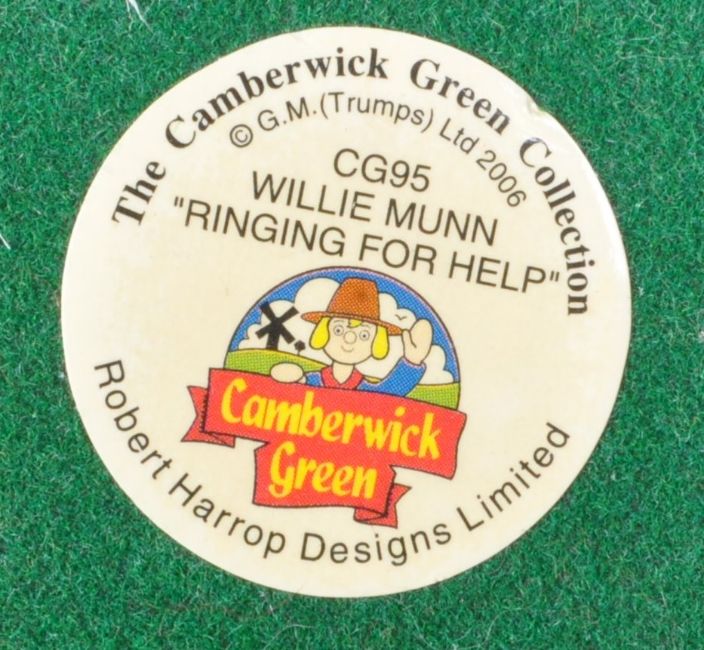 The Camberwick Green Collection
© G.M.(Trumps) Ltd 2006
CG95
WILLIE MUNN
"RINGING FOR HELP"
Camberwick
Green
Robert Harrop Designs Limited